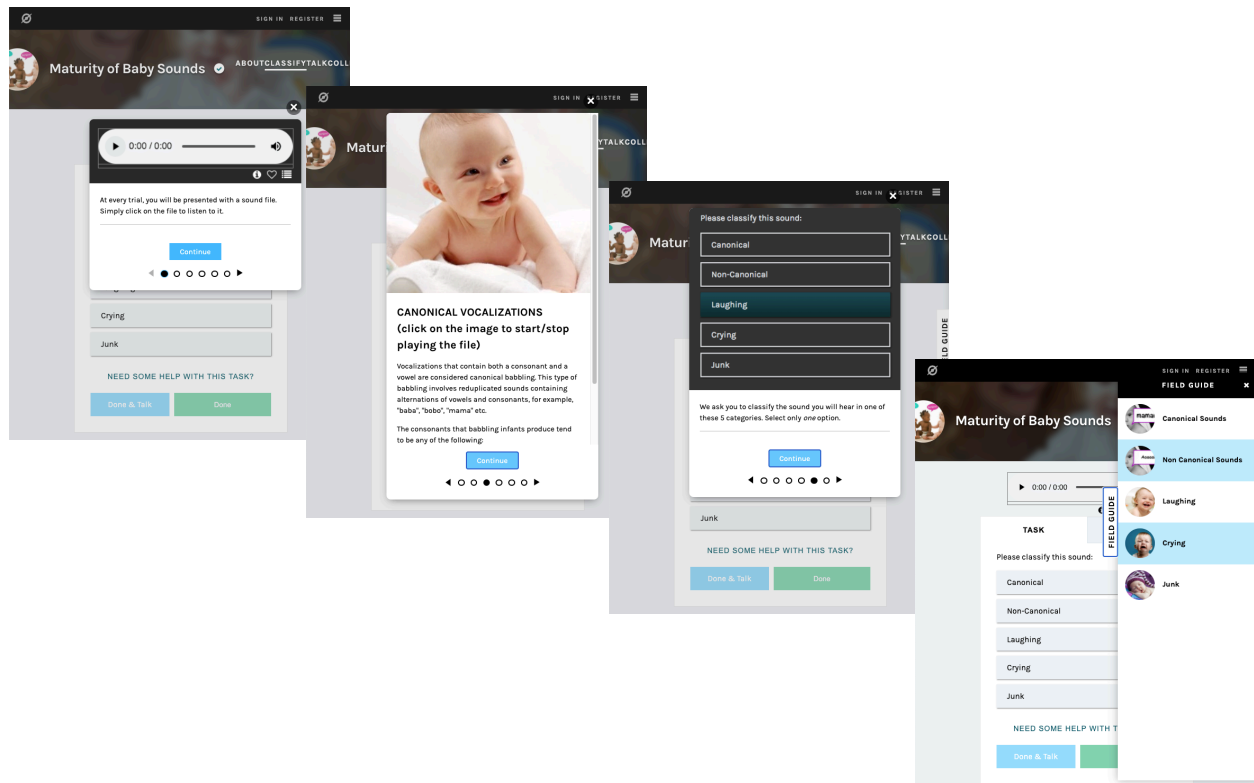 SIGN IN REGISTER
Maturity of Baby Sounds
ABOUTCLASSIFYTALKCOLL
0:00 / 0:00
At every trial, you will be presented with a sound file.
Simply click on the file to listen to it.
Continue
Crying
Junk
NEED SOME HELP WITH THIS TASK?
Done & Talk
Done
SIGN IN REGISTER
Matur
YTALKCOLL
CANONICAL VOCALIZATIONS
(click on the image to start/stop
playing the file)
Vocalizations that contain both a consonant and a
vowel are considered canonical babbling. This type of
babbling involves reduplicated sounds containing
alternations of vowels and consonants, for example,
"baba", "bobo", "mama" etc.
The consonants that babbling infants produce tend
to be any of the following:
Continue
SIGN IN REGISTER
Matur
YTALKCOLL
Please classify this sound:
Canonical
Non-Canonical
Laughing
Crying
Junk
We ask you to classify the sound you will hear in one of
these 5 categories. Select only one option.
Continue
Junk
NEED SOME HELP WITH THIS TASK?
Done & Talk
Done
LD GUIDE
SIGN IN REGISTER
FIELD GUIDE
Maturity of Baby Sounds
0:00 / 0:00
FIELD GUIDE
TASK
Please classify this sound:
Canonical
Non-Canonical
Laughing
Crying
Junk
NEED SOME HELP WITH T
Done & Talk
mama
Canonical Sounds
Non Canonical Sounds
Laughing
Crying
Junk